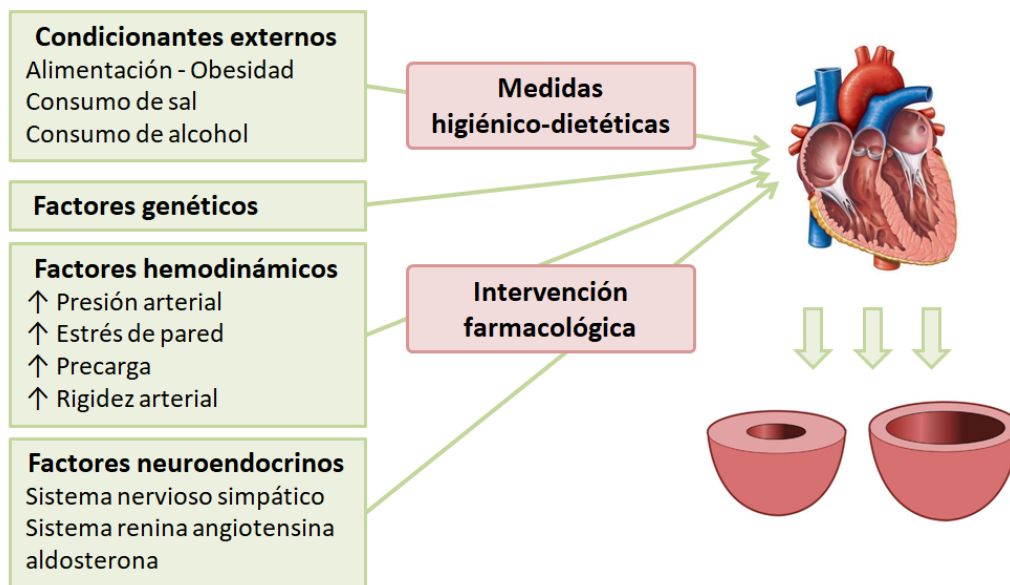 Condicionantes externos
Alimentación - Obesidad
Consumo de sal
Consumo de alcohol
Medidas
higiénico-dietéticas
Factores genéticos
Factores hemodinámicos
↑ Presión arterial
↑ Estrés de pared
↑ Precarga
↑ Rigidez arterial
Intervención
farmacológica
Factores neuroendocrinos
Sistema nervioso simpático
Sistema renina angiotensina
aldosterona